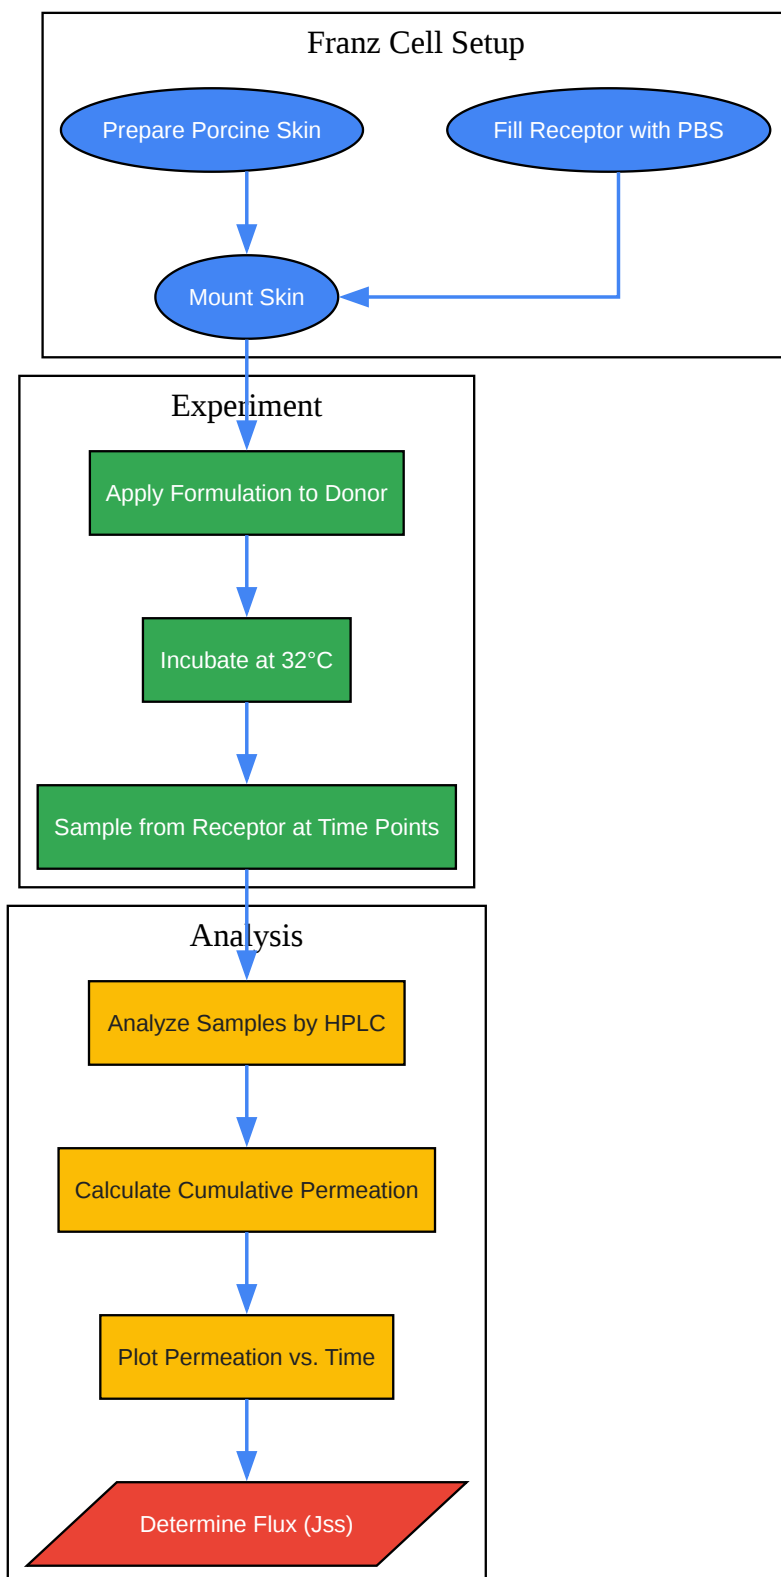 Franz Cell Setup
Prepare Porcine Skin
Fill Receptor with PBS
Mount Skin
Experiment
Apply Formulation to Donor
Incubate at 32°C
Sample from Receptor at Time Points
Analysis
Analyze Samples by HPLC
Calculate Cumulative Permeation
Plot Permeation vs. Time
Determine Flux (Jss)